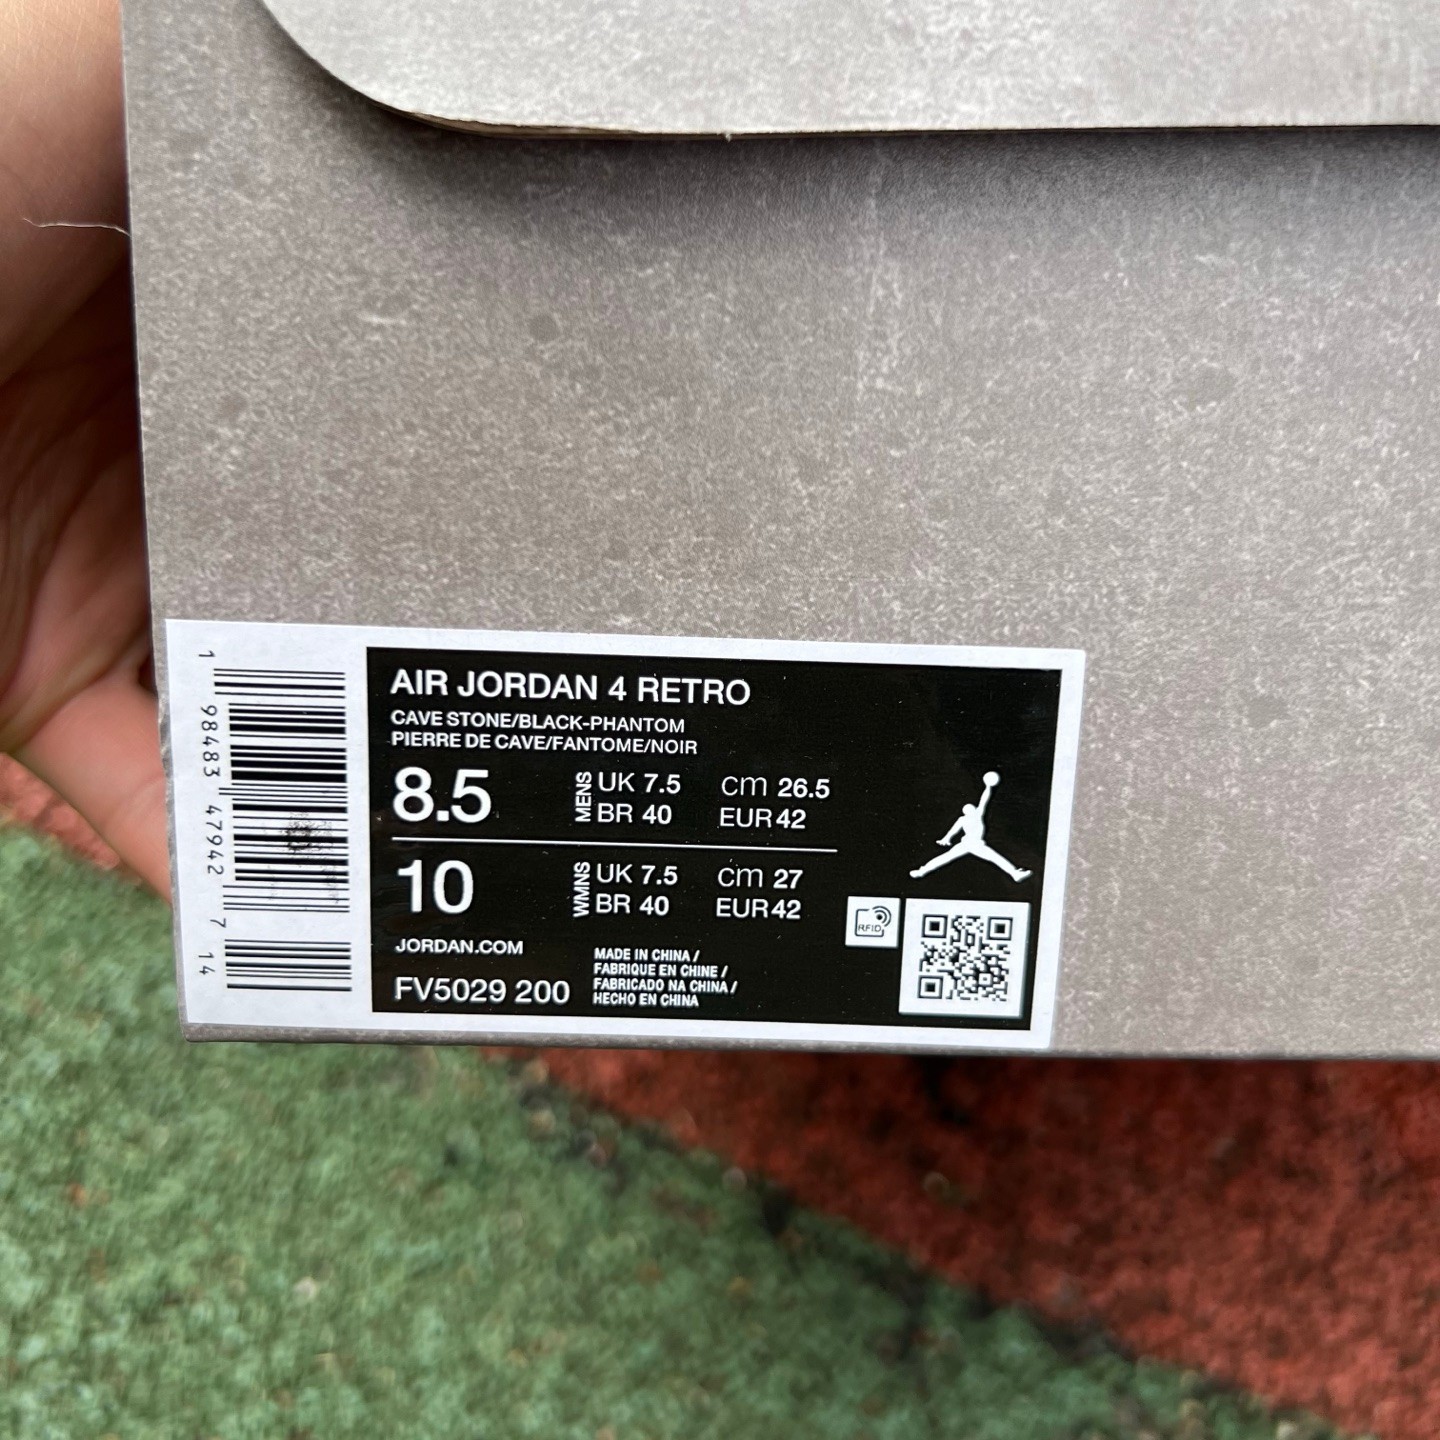 AIR JORDAN 4 RETRO
CAVE STONE/BLACK-PHANTOM
PIERRE DE CAVE/FANTOME/NOIR
8.5 MENS UK 7.5 cm 26.5
BR 40 EUR 42
10 WMNS UK 7.5 cm 27
BR 40 EUR 42
JORDAN.COM
FV5029 200
MADE IN CHINA /
FABRIQUE EN CHINE /
FABRICADO NA CHINA /
HECHO EN CHINA
RFID
1 98483 47942 7 14